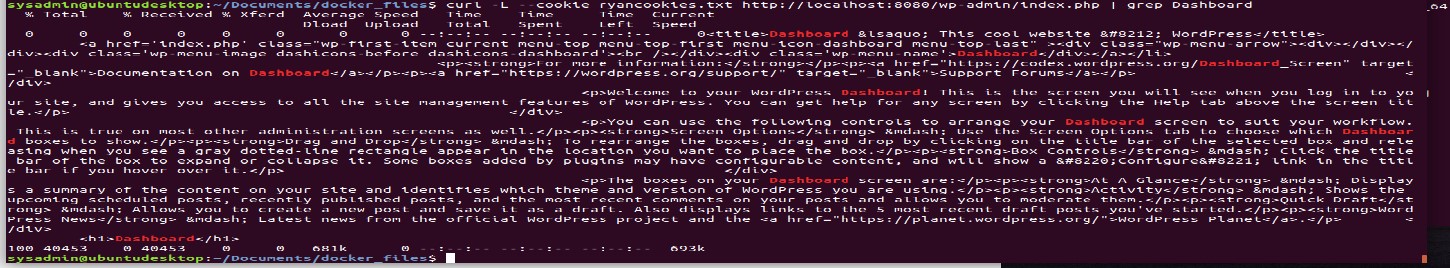 sysadmin@ubuntudesktop:~/Documents/docker_files$ curl -L --cookie ryancookies.txt http://localhost:8080/wp-admin/index.php | grep Dashboard
% Total % Received % Xferd Average Speed Time Time Time Current
Dload Upload Total Spent Left Speed
0 0 0 0 0 0 0 0 --:--:-- --:--:-- --:--:-- 0<title>Dashboard &lsaquo; This cool website &#8212; WordPress</title>
<a href='index.php' class="wp-first-item current menu-top menu-top-first menu-icon-dashboard menu-top-last" ><div class="wp-menu-arrow"><div></div></
div><div class='wp-menu-image dashicons-before dashicons-dashboard'><br /></div><div class='wp-menu-name'>Dashboard</div></a></li>
<p><strong>For more information:</strong></p><p><a href="https://codex.wordpress.org/Dashboard_Screen" target
="_blank">Documentation on Dashboard</a></p><p><a href="https://wordpress.org/support/" target="_blank">Support Forums</a></p> <
/div>
<p>Welcome to your WordPress Dashboard! This is the screen you will see when you log in to yo
ur site, and gives you access to all the site management features of WordPress. You can get help for any screen by clicking the Help tab above the screen tit
le.</p> </div>
<p>You can use the following controls to arrange your Dashboard screen to suit your workflow.
This is true on most other administration screens as well.</p><p><strong>Screen Options</strong> &mdash; Use the Screen Options tab to choose which Dashboar
d boxes to show.</p><p><strong>Drag and Drop</strong> &mdash; To rearrange the boxes, drag and drop by clicking on the title bar of the selected box and rele
asing when you see a gray dotted-line rectangle appear in the location you want to place the box.</p><p><strong>Box Controls</strong> &mdash; Click the title
bar of the box to expand or collapse it. Some boxes added by plugins may have configurable content, and will show a &#8220;Configure&#8221; link in the titl
e bar if you hover over it.</p> </div>
<p>The boxes on your Dashboard screen are:</p><p><strong>At A Glance</strong> &mdash; Display
s a summary of the content on your site and identifies which theme and version of WordPress you are using.</p><p><strong>Activity</strong> &mdash; Shows the
upcoming scheduled posts, recently published posts, and the most recent comments on your posts and allows you to moderate them.</p><p><strong>Quick Draft</st
rong> &mdash; Allows you to create a new post and save it as a draft. Also displays links to the 5 most recent draft posts you've started.</p><p><strong>Word
Press News</strong> &mdash; Latest news from the official WordPress project and the <a href="https://planet.wordpress.org/">WordPress Planet</a>.</p> <
/div>
<h1>Dashboard</h1>
100 40453 0 40453 0 0 681k 0 --:--:-- --:--:-- --:--:-- 693k
sysadmin@ubuntudesktop:~/Documents/docker_files$